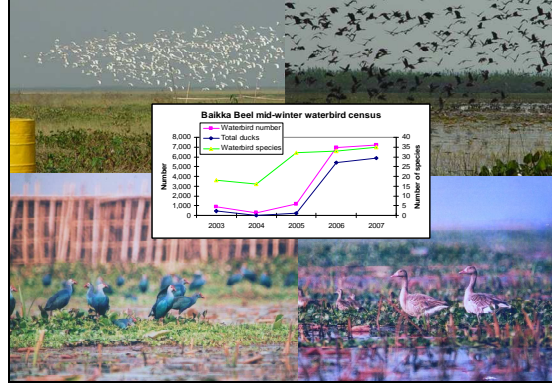 Baikka Beel mid-winter waterbird census
Waterbird number
Total ducks
Waterbird species
Number
8,000
7,000
6,000
5,000
4,000
3,000
2,000
1,000
0
40
35
30
25
20
15
10
5
0
Number of species
2003 2004 2005 2006 2007